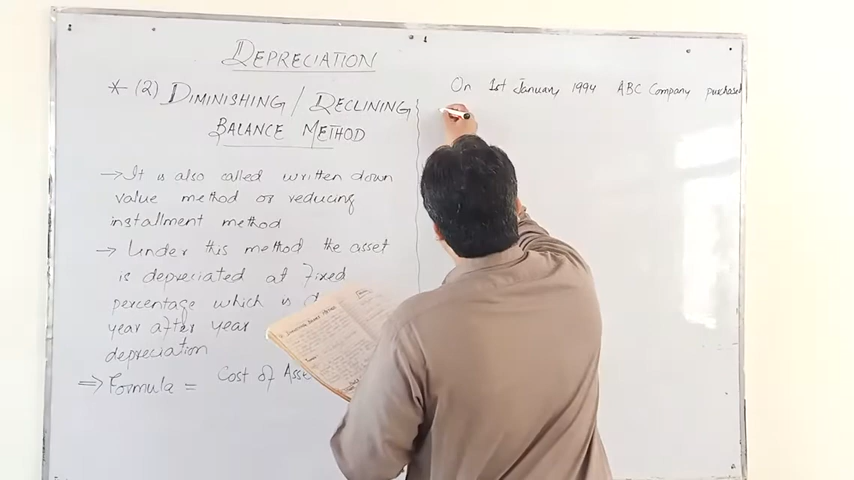 DEPRECIATION
* (2) DIMINISHING / DECLINING
BALANCE METHOD
→ It is also called written down
value method or reducing
installment method
→ Under this method the asset
is depreciated at fixed
percentage which is
year after year
depreciation
⇒ Formula = Cost of Asse
On 1st January 1994 ABC Company purchased